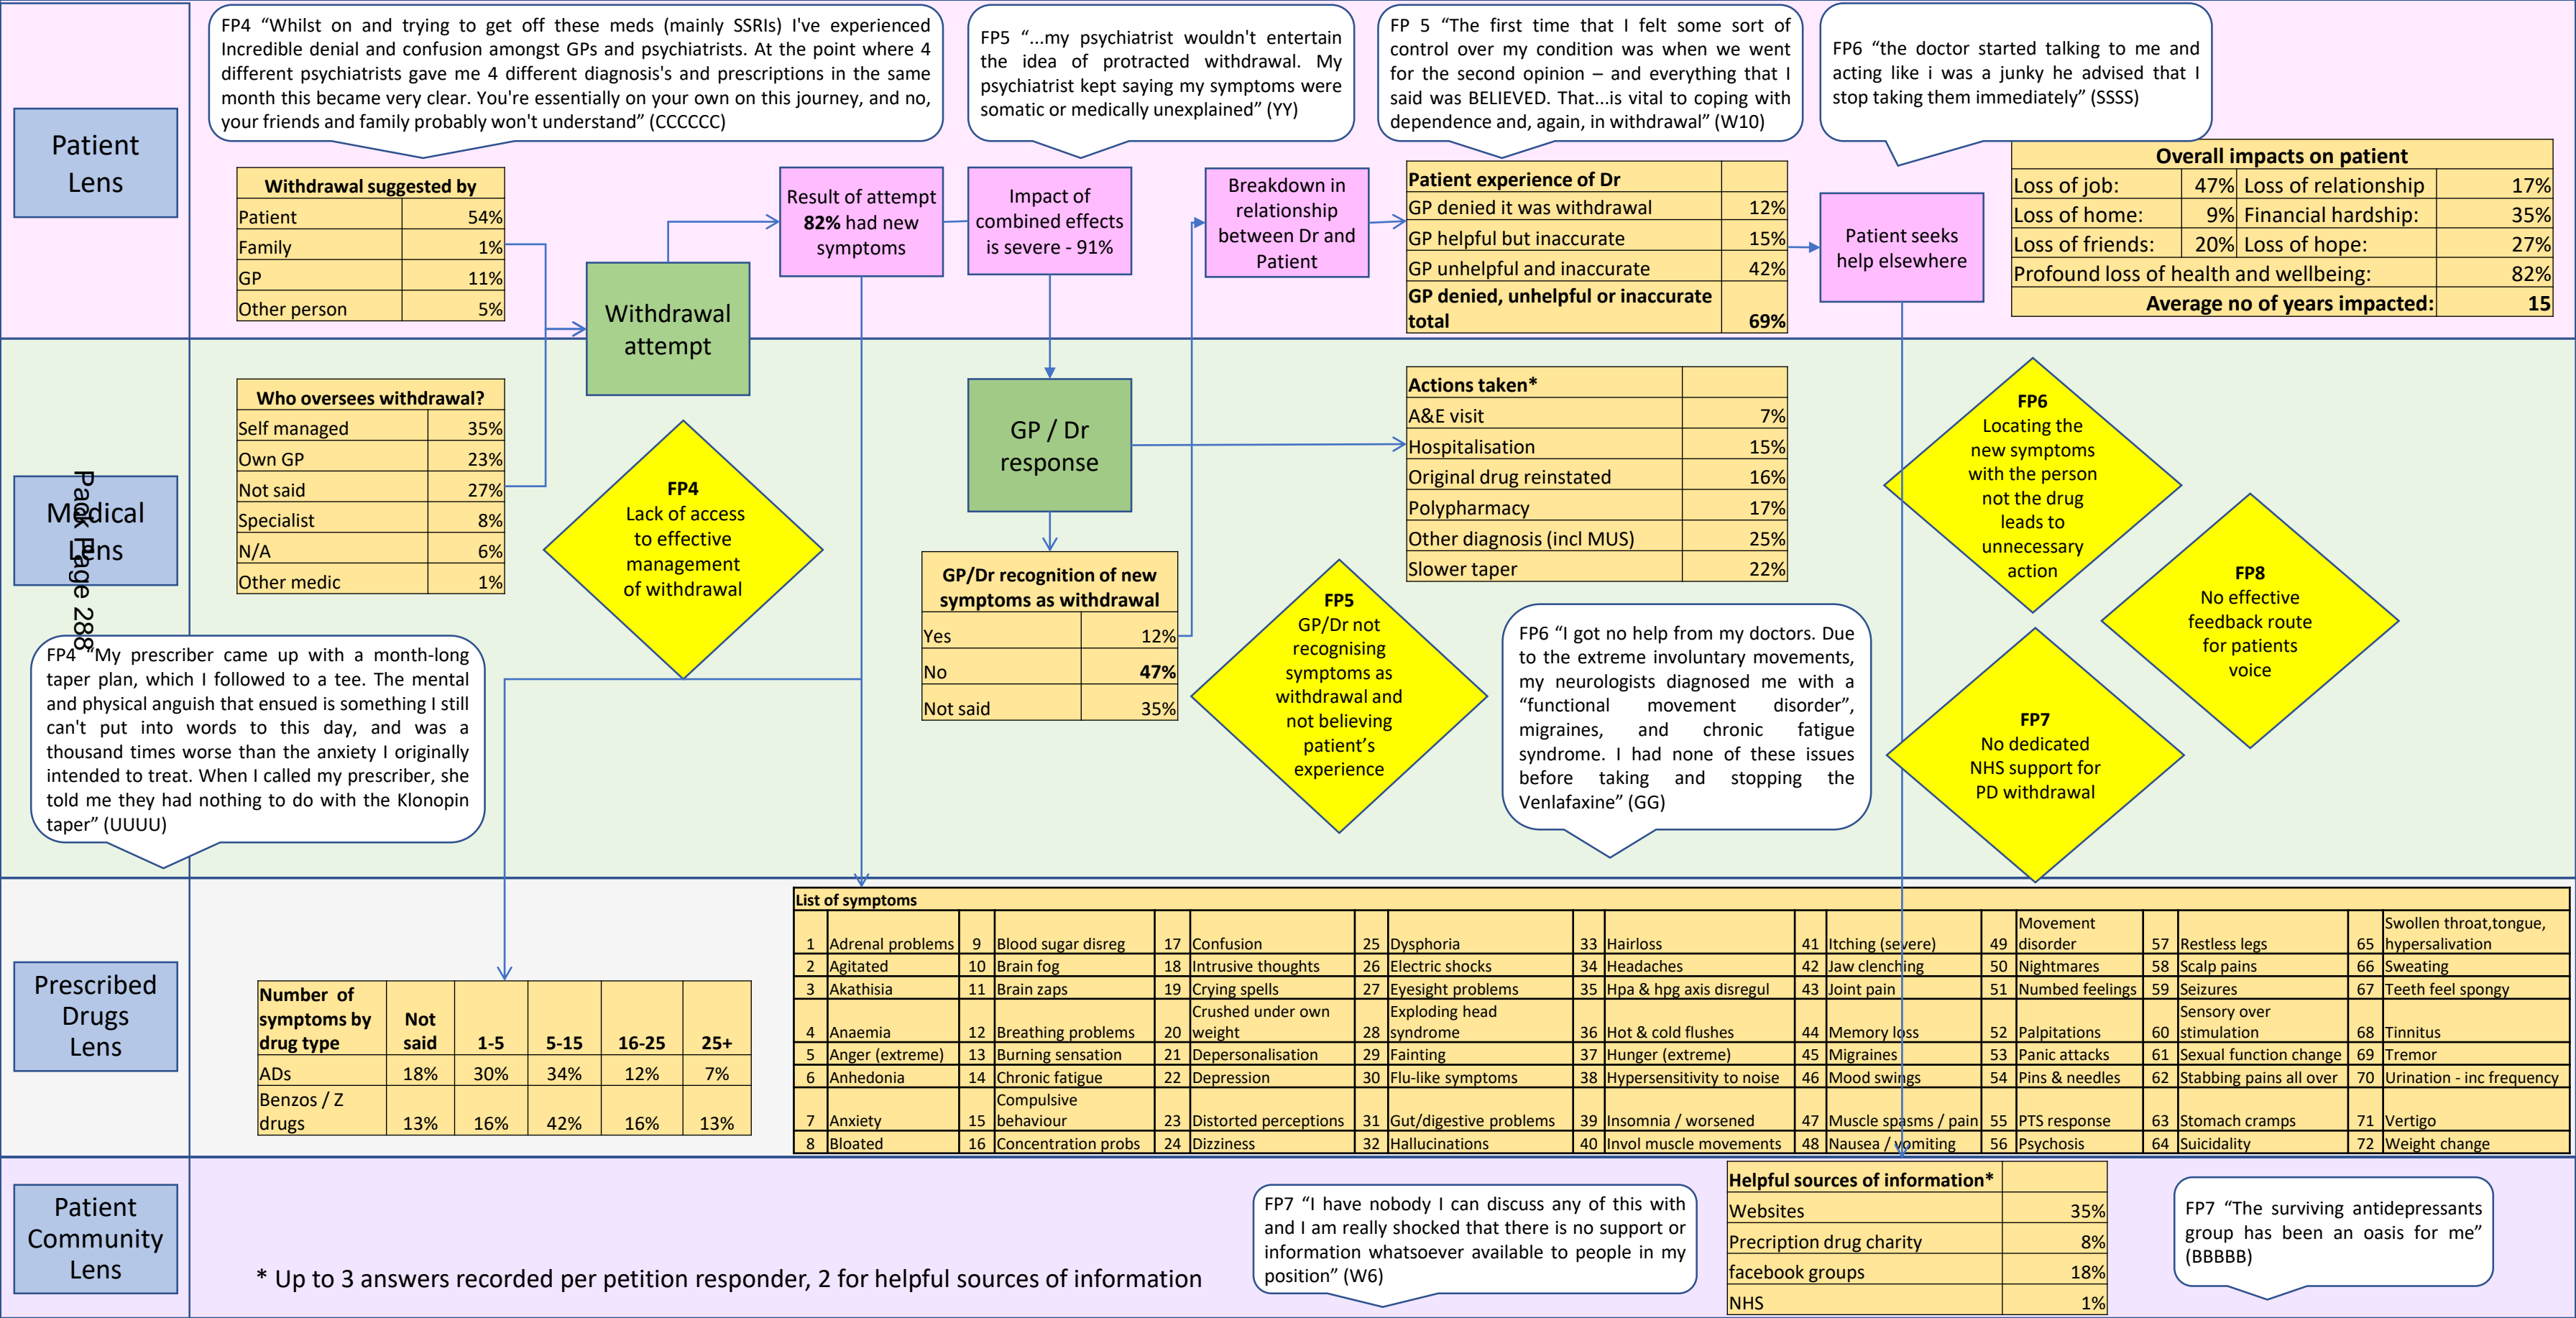 FP4 “Whilst on and trying to get off these meds (mainly SSRIs) I've experienced
Incredible denial and confusion amongst GPs and psychiatrists. At the point where 4
different psychiatrists gave me 4 different diagnosis's and prescriptions in the same
month this became very clear. You're essentially on your own on this journey, and no,
your friends and family probably won't understand” (CCCCCC)
FP5 “...my psychiatrist wouldn't entertain
the idea of protracted withdrawal. My
psychiatrist kept saying my symptoms were
somatic or medically unexplained” (YY)
FP 5 “The first time that I felt some sort of
control over my condition was when we went
for the second opinion – and everything that I
said was BELIEVED. That...is vital to coping with
dependence and, again, in withdrawal” (W10)
FP6 “the doctor started talking to me and
acting like i was a junky he advised that I
stop taking them immediately” (SSSS)
Patient
Lens
Withdrawal suggested by
Patient 54%
Family 1%
GP 11%
Other person 5%
Withdrawal
attempt
Result of attempt
82% had new
symptoms
Impact of
combined effects
is severe - 91%
Breakdown in
relationship
between Dr and
Patient
Patient experience of Dr
GP denied it was withdrawal 12%
GP helpful but inaccurate 15%
GP unhelpful and inaccurate 42%
GP denied, unhelpful or inaccurate
total 69%
Patient seeks
help elsewhere
Overall impacts on patient
Loss of job: 47% Loss of relationship 17%
Loss of home: 9% Financial hardship: 35%
Loss of friends: 20% Loss of hope: 27%
Profound loss of health and wellbeing: 82%
Average no of years impacted: 15
Medical
Lens
Pack Page 288
Who oversees withdrawal?
Self managed 35%
Own GP 23%
Not said 27%
Specialist 8%
N/A 6%
Other medic 1%
FP4
Lack of access
to effective
management
of withdrawal
GP / Dr
response
GP/Dr recognition of new
symptoms as withdrawal
Yes 12%
No 47%
Not said 35%
FP5
GP/Dr not
recognising
symptoms as
withdrawal and
not believing
patient’s
experience
Actions taken*
A&E visit 7%
Hospitalisation 15%
Original drug reinstated 16%
Polypharmacy 17%
Other diagnosis (incl MUS) 25%
Slower taper 22%
FP6 “I got no help from my doctors. Due
to the extreme involuntary movements,
my neurologists diagnosed me with a
“functional movement disorder”,
migraines, and chronic fatigue
syndrome. I had none of these issues
before taking and stopping the
Venlafaxine” (GG)
FP6
Locating the
new symptoms
with the person
not the drug
leads to
unnecessary
action
FP8
No effective
feedback route
for patients
voice
FP7
No dedicated
NHS support for
PD withdrawal
FP4 “My prescriber came up with a month-long
taper plan, which I followed to a tee. The mental
and physical anguish that ensued is something I still
can't put into words to this day, and was a
thousand times worse than the anxiety I originally
intended to treat. When I called my prescriber, she
told me they had nothing to do with the Klonopin
taper” (UUUU)
Prescribed
Drugs
Lens
Number of
symptoms by
drug type Not said 1-5 5-15 16-25 25+
ADs 18% 30% 34% 12% 7%
Benzos / Z
drugs 13% 16% 42% 16% 13%
List of symptoms
1 Adrenal problems 9 Blood sugar disreg 17 Confusion 25 Dysphoria 33 Hairloss 41 Itching (severe) 49 Movement disorder 57 Restless legs 65 Swollen throat,tongue, hypersalivation
2 Agitated 10 Brain fog 18 Intrusive thoughts 26 Electric shocks 34 Headaches 42 Jaw clenching 50 Nightmares 58 Scalp pains 66 Sweating
3 Akathisia 11 Brain zaps 19 Crying spells 27 Eyesight problems 35 Hpa & hpg axis disregul 43 Joint pain 51 Numbed feelings 59 Seizures 67 Teeth feel spongy
4 Anaemia 12 Breathing problems 20 Crushed under own weight 28 Exploding head syndrome 36 Hot & cold flushes 44 Memory loss 52 Palpitations 60 Sensory over stimulation 68 Tinnitus
5 Anger (extreme) 13 Burning sensation 21 Depersonalisation 29 Fainting 37 Hunger (extreme) 45 Migraines 53 Panic attacks 61 Sexual function change 69 Tremor
6 Anhedonia 14 Chronic fatigue 22 Depression 30 Flu-like symptoms 38 Hypersensitivity to noise 46 Mood swings 54 Pins & needles 62 Stabbing pains all over 70 Urination - inc frequency
7 Anxiety 15 Compulsive behaviour 23 Distorted perceptions 31 Gut/digestive problems 39 Insomnia / worsened 47 Muscle spasms / pain 55 PTS response 63 Stomach cramps 71 Vertigo
8 Bloated 16 Concentration probs 24 Dizziness 32 Hallucinations 40 Invol muscle movements 48 Nausea / vomiting 56 Psychosis 64 Suicidality 72 Weight change
Patient
Community
Lens
* Up to 3 answers recorded per petition responder, 2 for helpful sources of information
FP7 “I have nobody I can discuss any of this with
and I am really shocked that there is no support or
information whatsoever available to people in my
position” (W6)
Helpful sources of information*
Websites 35%
Precription drug charity 8%
facebook groups 18%
NHS 1%
FP7 “The surviving antidepressants
group has been an oasis for me”
(BBBBB)